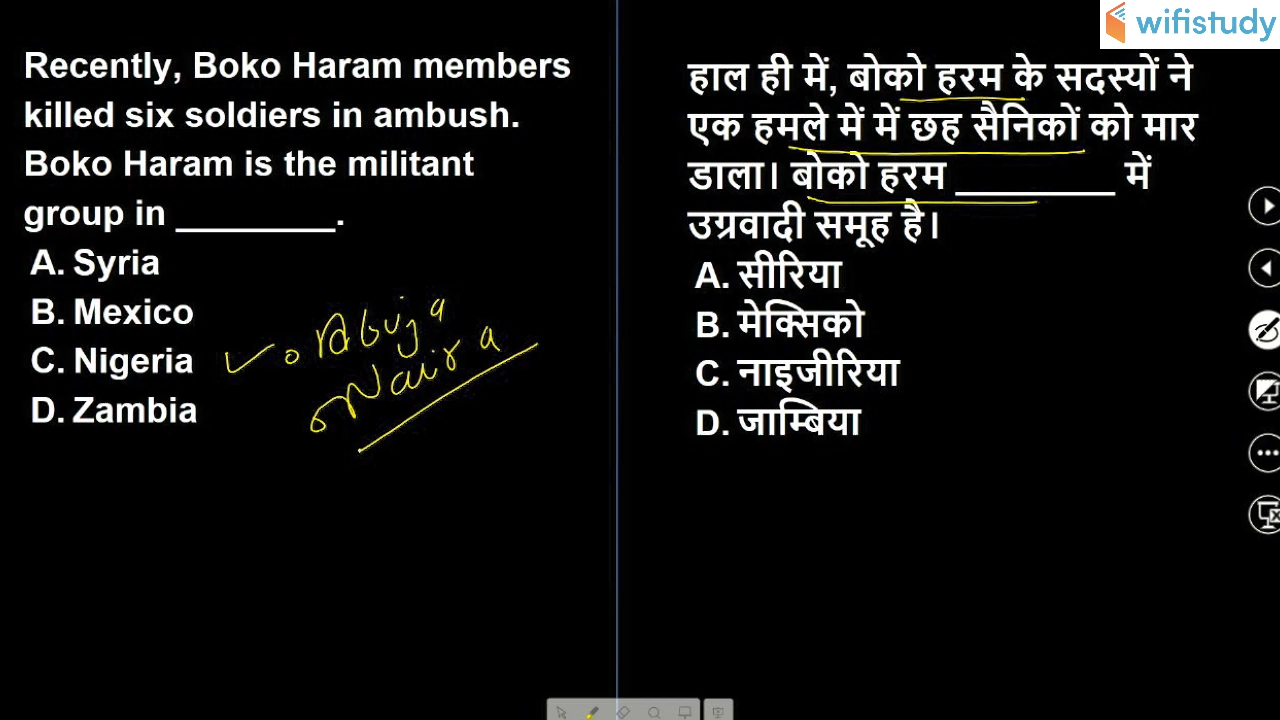 wifistudy
Recently, Boko Haram members
killed six soldiers in ambush.
Boko Haram is the militant
group in ________.
A. Syria
B. Mexico
C. Nigeria
D. Zambia
Abuja
Naira
हाल ही में, बोको हरम के सदस्यों ने
एक हमले में में छह सैनिकों को मार
डाला। बोको हरम ________ में
उग्रवादी समूह है।
A. सीरिया
B. मेक्सिको
C. नाइजीरिया
D. जाम्बिया